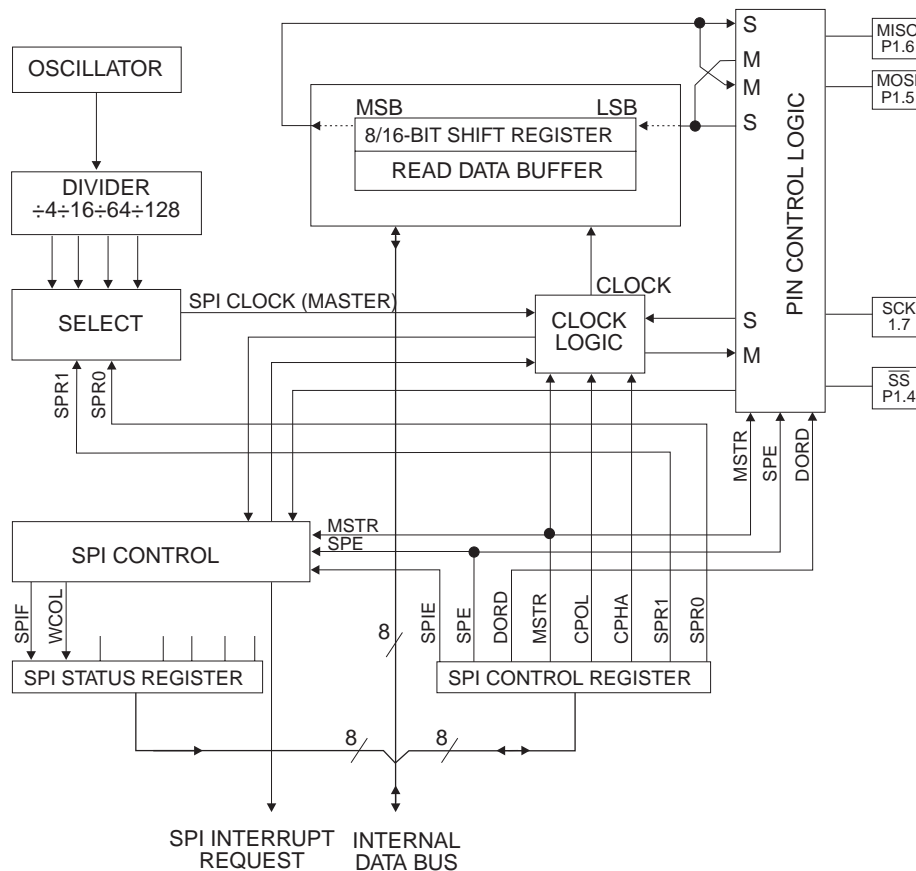 OSCILLATOR
DIVIDER
÷4÷16÷64÷128
SELECT
SPI CLOCK (MASTER)
SPR1
SPR0
MSB
LSB
8/16-BIT SHIFT REGISTER
READ DATA BUFFER
CLOCK
CLOCK
LOGIC
S
M
M
S
S
M
PIN CONTROL LOGIC
MISO
P1.6
MOSI
P1.5
SCK
1.7
SS
P1.4
MSTR
SPE
DORD
SPI CONTROL
MSTR
SPE
SPIF
WCOL
SPI STATUS REGISTER
SPIE
SPE
DORD
MSTR
CPOL
CPHA
SPR1
SPR0
SPI CONTROL REGISTER
8
8
8
SPI INTERRUPT
REQUEST
INTERNAL
DATA BUS